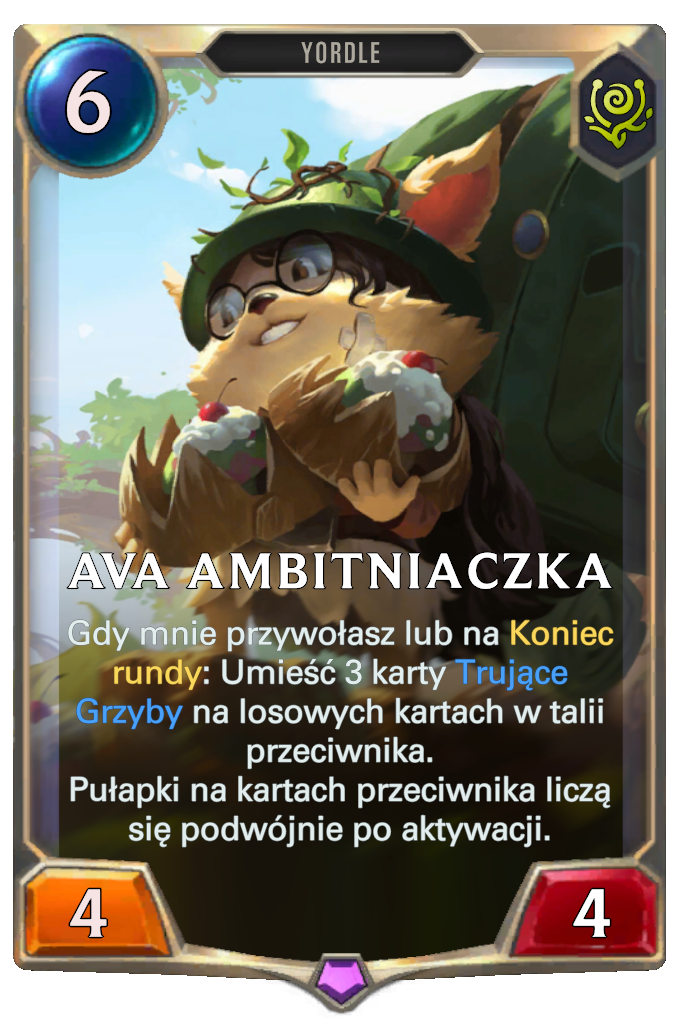 YORDLE
6
AVA AMBITNIACZKA
Gdy mnie przywołasz lub na Koniec
rundy: Umieść 3 karty Trujące
Grzyby na losowych kartach w talii
przeciwnika.
Pułapki na kartach przeciwnika liczą
się podwójnie po aktywacji.
4
4